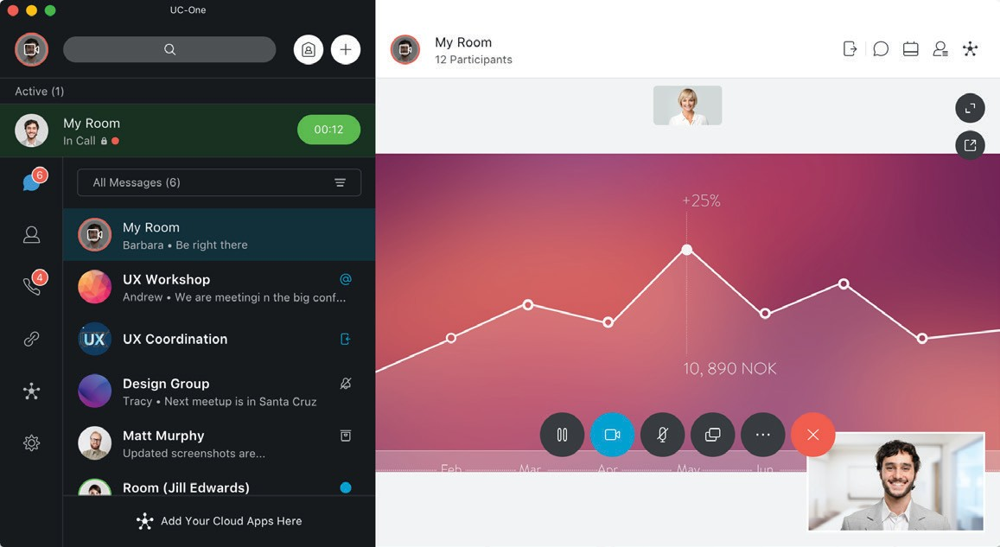 UC-One
Active (1)
My Room
In Call
00:12
6
All Messages (6)
My Room
Barbara • Be right there
4
UX Workshop
Andrew • We are meetingi n the big conf...
@
UX
UX Coordination
Design Group
Tracy • Next meetup is in Santa Cruz
Matt Murphy
Updated screenshots are...
Room (Jill Edwards)
Add Your Cloud Apps Here
My Room
12 Participants
+25%
10, 890 NOK
Feb Mar Apr May Jun